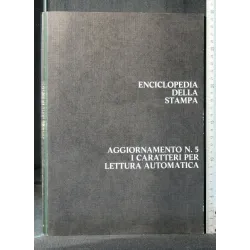 ENCICLOPEDIA
DELLA
STAMPA
AGGIORNAMENTO N. 5
I CARATTERI PER
LETTURA AUTOMATICA